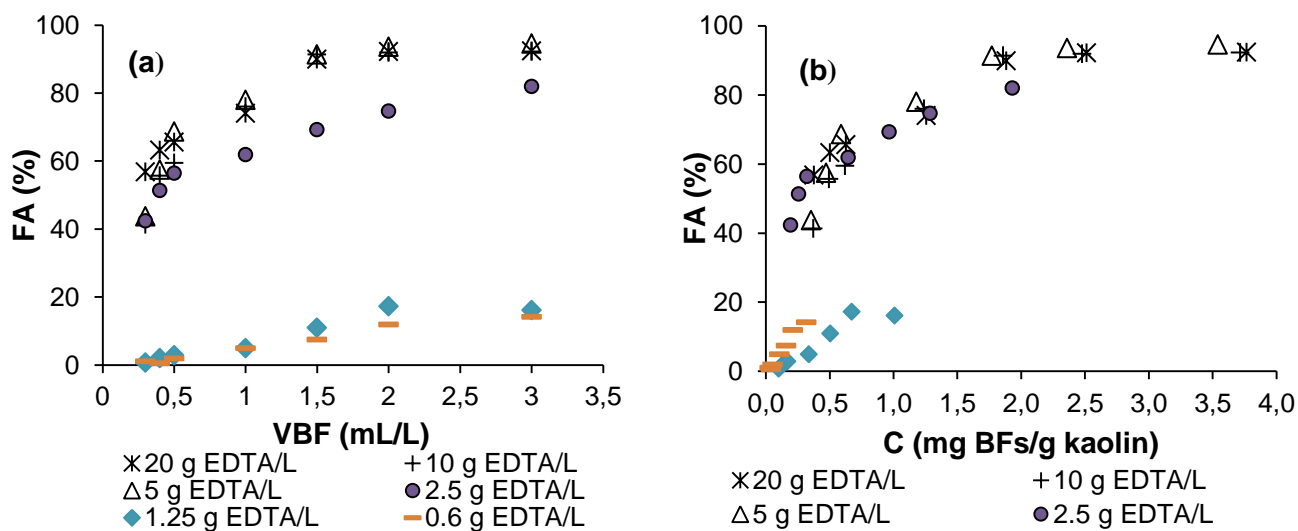 (a)
FA (%)
100
80
60
40
20
0
0 0,5 1 1,5 2 2,5 3 3,5
VBF (mL/L)
20 g EDTA/L 10 g EDTA/L
5 g EDTA/L 2.5 g EDTA/L
1.25 g EDTA/L 0.6 g EDTA/L
(b)
FA (%)
100
80
60
40
20
0
0,0 0,5 1,0 1,5 2,0 2,5 3,0 3,5 4,0
C (mg BFs/g kaolin)
20 g EDTA/L 10 g EDTA/L
5 g EDTA/L 2.5 g EDTA/L